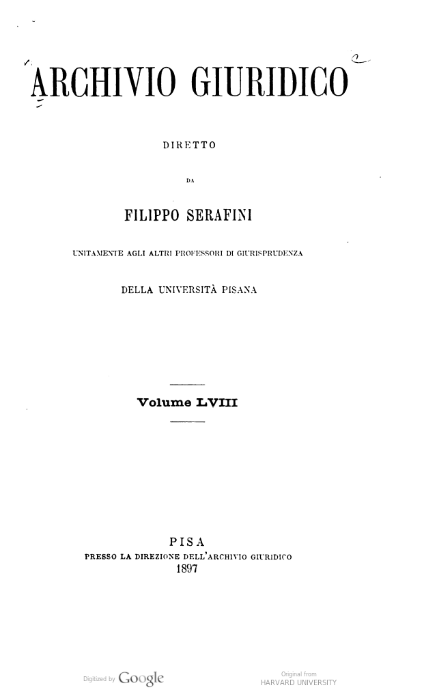 ARCHIVIO GIURIDICO
DIRETTO
DA
FILIPPO SERAFINI
UNITAMENTE AGLI ALTRI PROFESSORI DI GIURISPRUDENZA
DELLA UNIVERSITÀ PISANA
Volume LVIII
PISA
PRESSO LA DIREZIONE DELL'ARCHIVIO GIURIDICO
1897
Digitized by Google
Original from
HARVARD UNIVERSITY